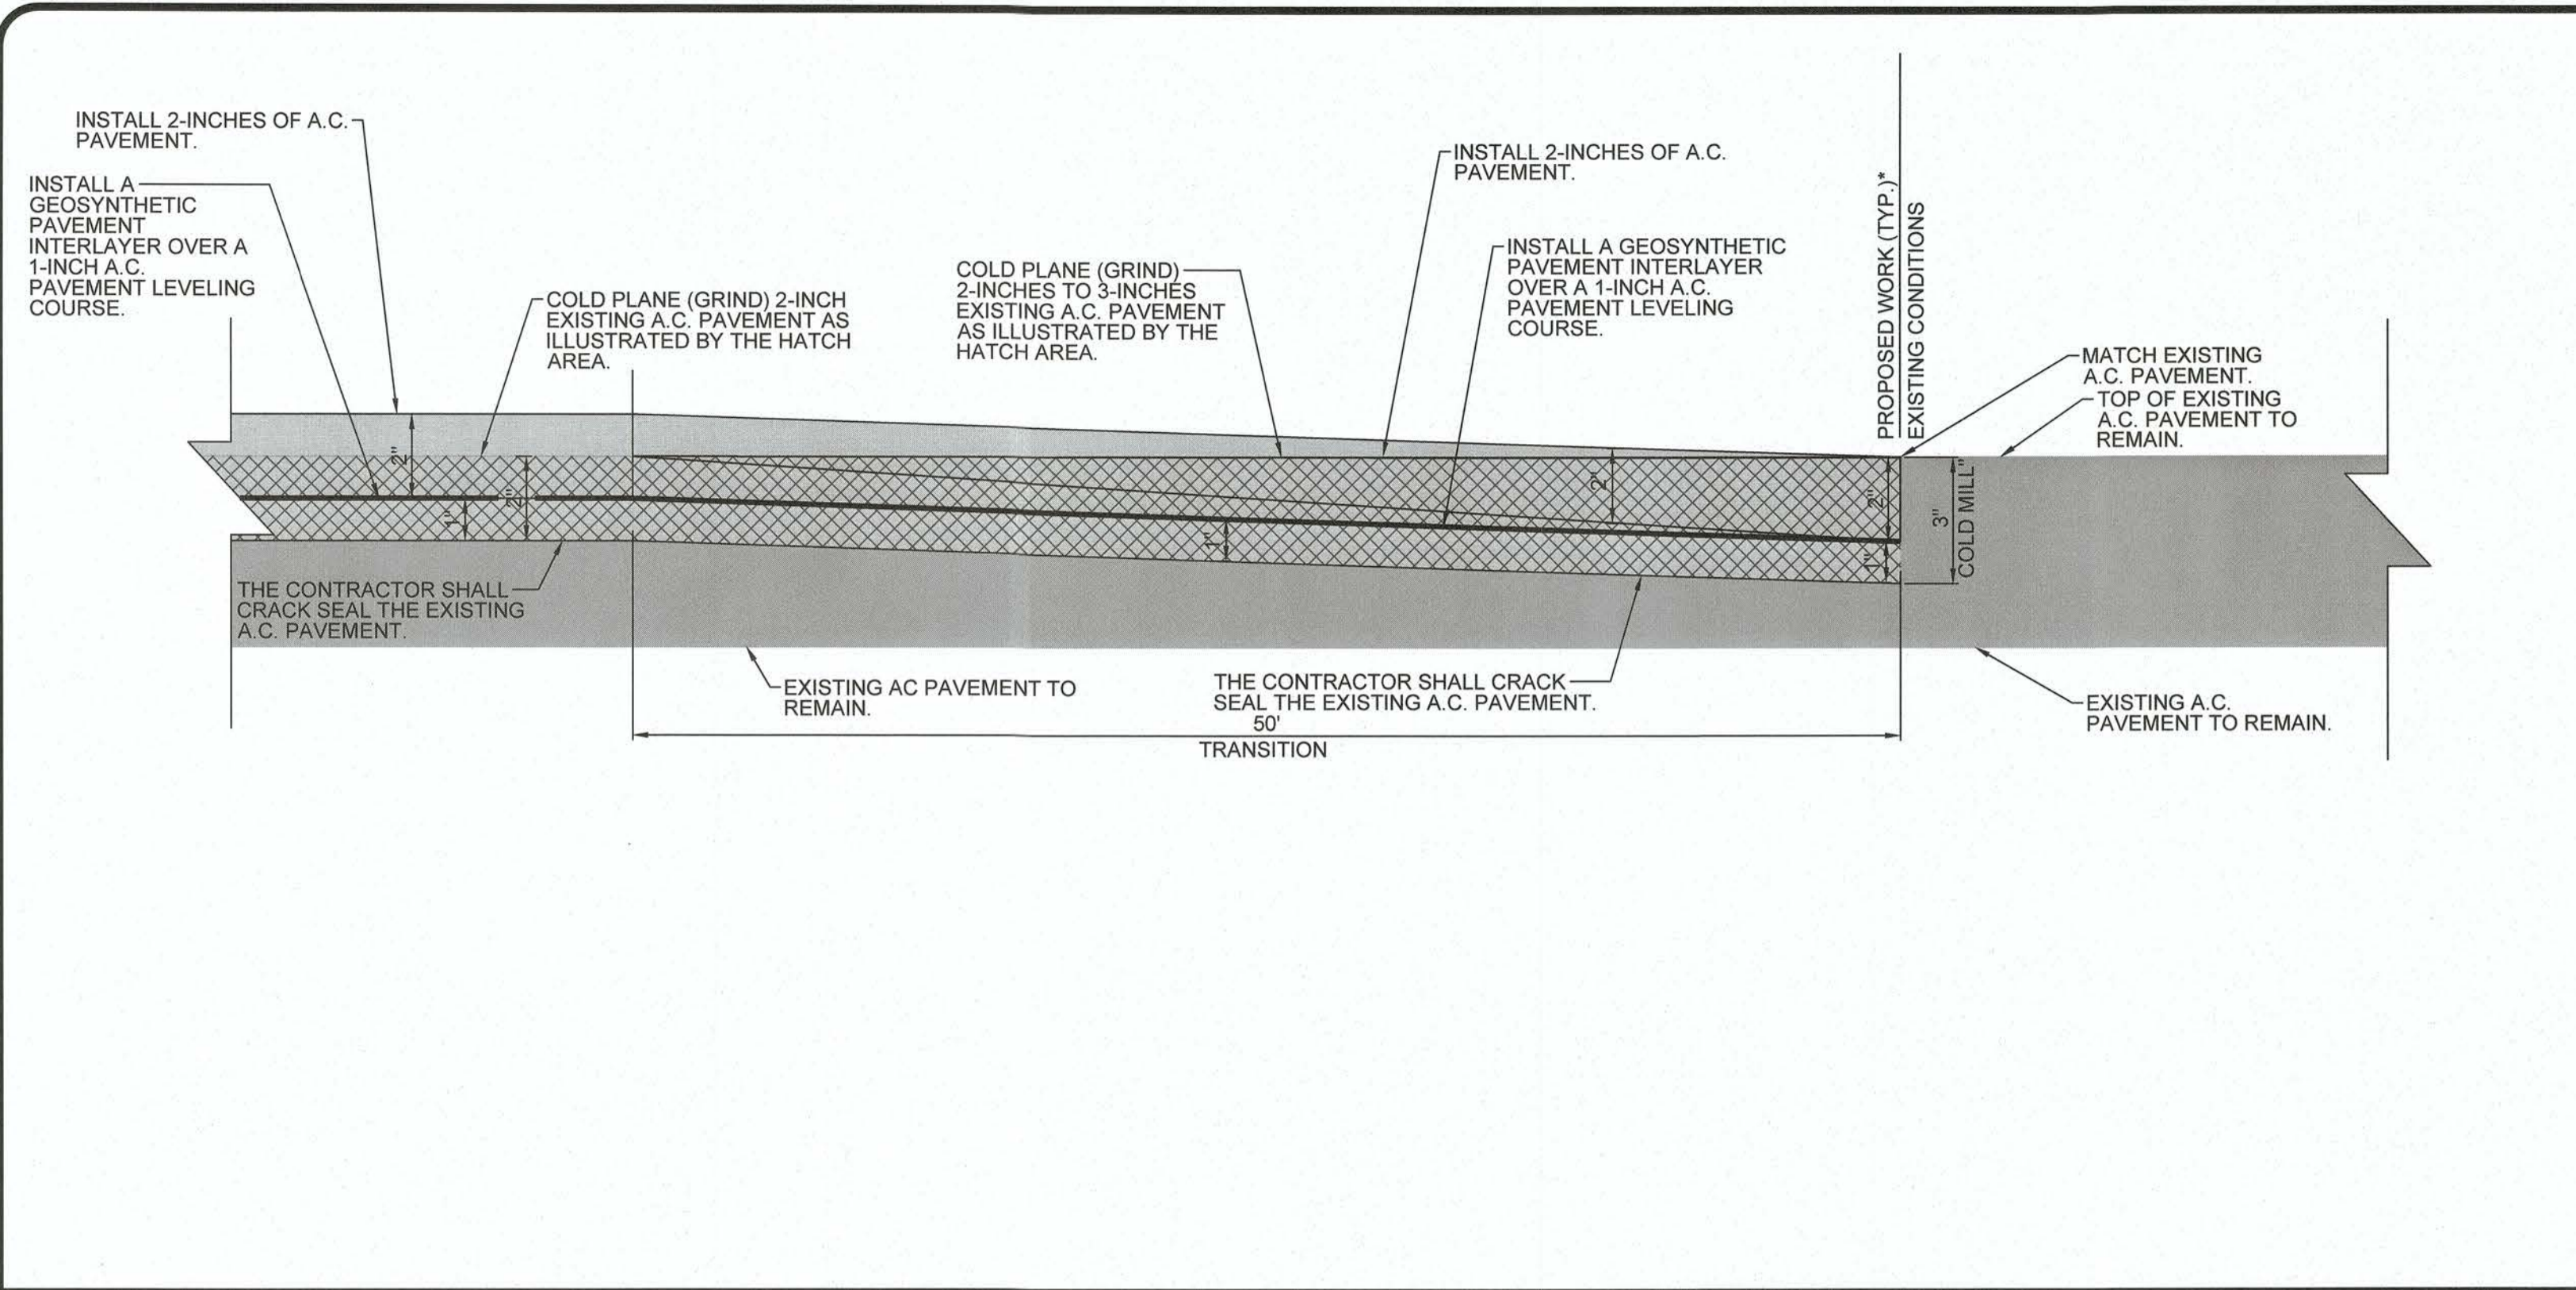 INSTALL 2-INCHES OF A.C.
PAVEMENT.
INSTALL A
GEOSYNTHETIC
PAVEMENT
INTERLAYER OVER A
1-INCH A.C.
PAVEMENT LEVELING
COURSE.
COLD PLANE (GRIND) 2-INCH
EXISTING A.C. PAVEMENT AS
ILLUSTRATED BY THE HATCH
AREA.
COLD PLANE (GRIND)
2-INCHES TO 3-INCHES
EXISTING A.C. PAVEMENT
AS ILLUSTRATED BY THE
HATCH AREA.
INSTALL 2-INCHES OF A.C.
PAVEMENT.
INSTALL A GEOSYNTHETIC
PAVEMENT INTERLAYER
OVER A 1-INCH A.C.
PAVEMENT LEVELING
COURSE.
PROPOSED WORK (TYP.)*
EXISTING CONDITIONS
MATCH EXISTING
A.C. PAVEMENT.
TOP OF EXISTING
A.C. PAVEMENT TO
REMAIN.
2"
1"
2"
1"
2"
2"
1"
3"
COLD MILL"
THE CONTRACTOR SHALL
CRACK SEAL THE EXISTING
A.C. PAVEMENT.
EXISTING AC PAVEMENT TO
REMAIN.
THE CONTRACTOR SHALL CRACK
SEAL THE EXISTING A.C. PAVEMENT.
50'
TRANSITION
EXISTING A.C.
PAVEMENT TO REMAIN.